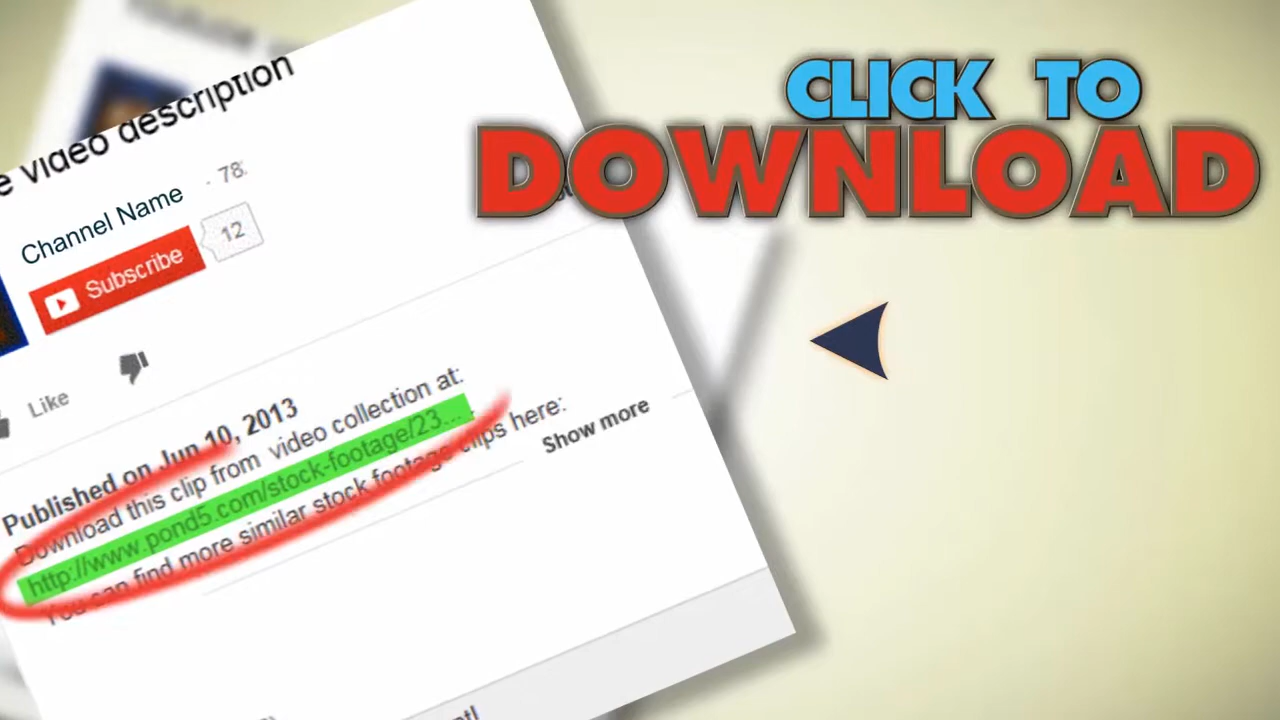 CLICK TO
DOWNLOAD
e video description
Channel Name
78
Subscribe
12
Like
Published on Jun 10, 2013
Download this clip from video collection at:
http://www.pond5.com/stock-footage/23...
You can find more similar stock footage clips here:
Show more